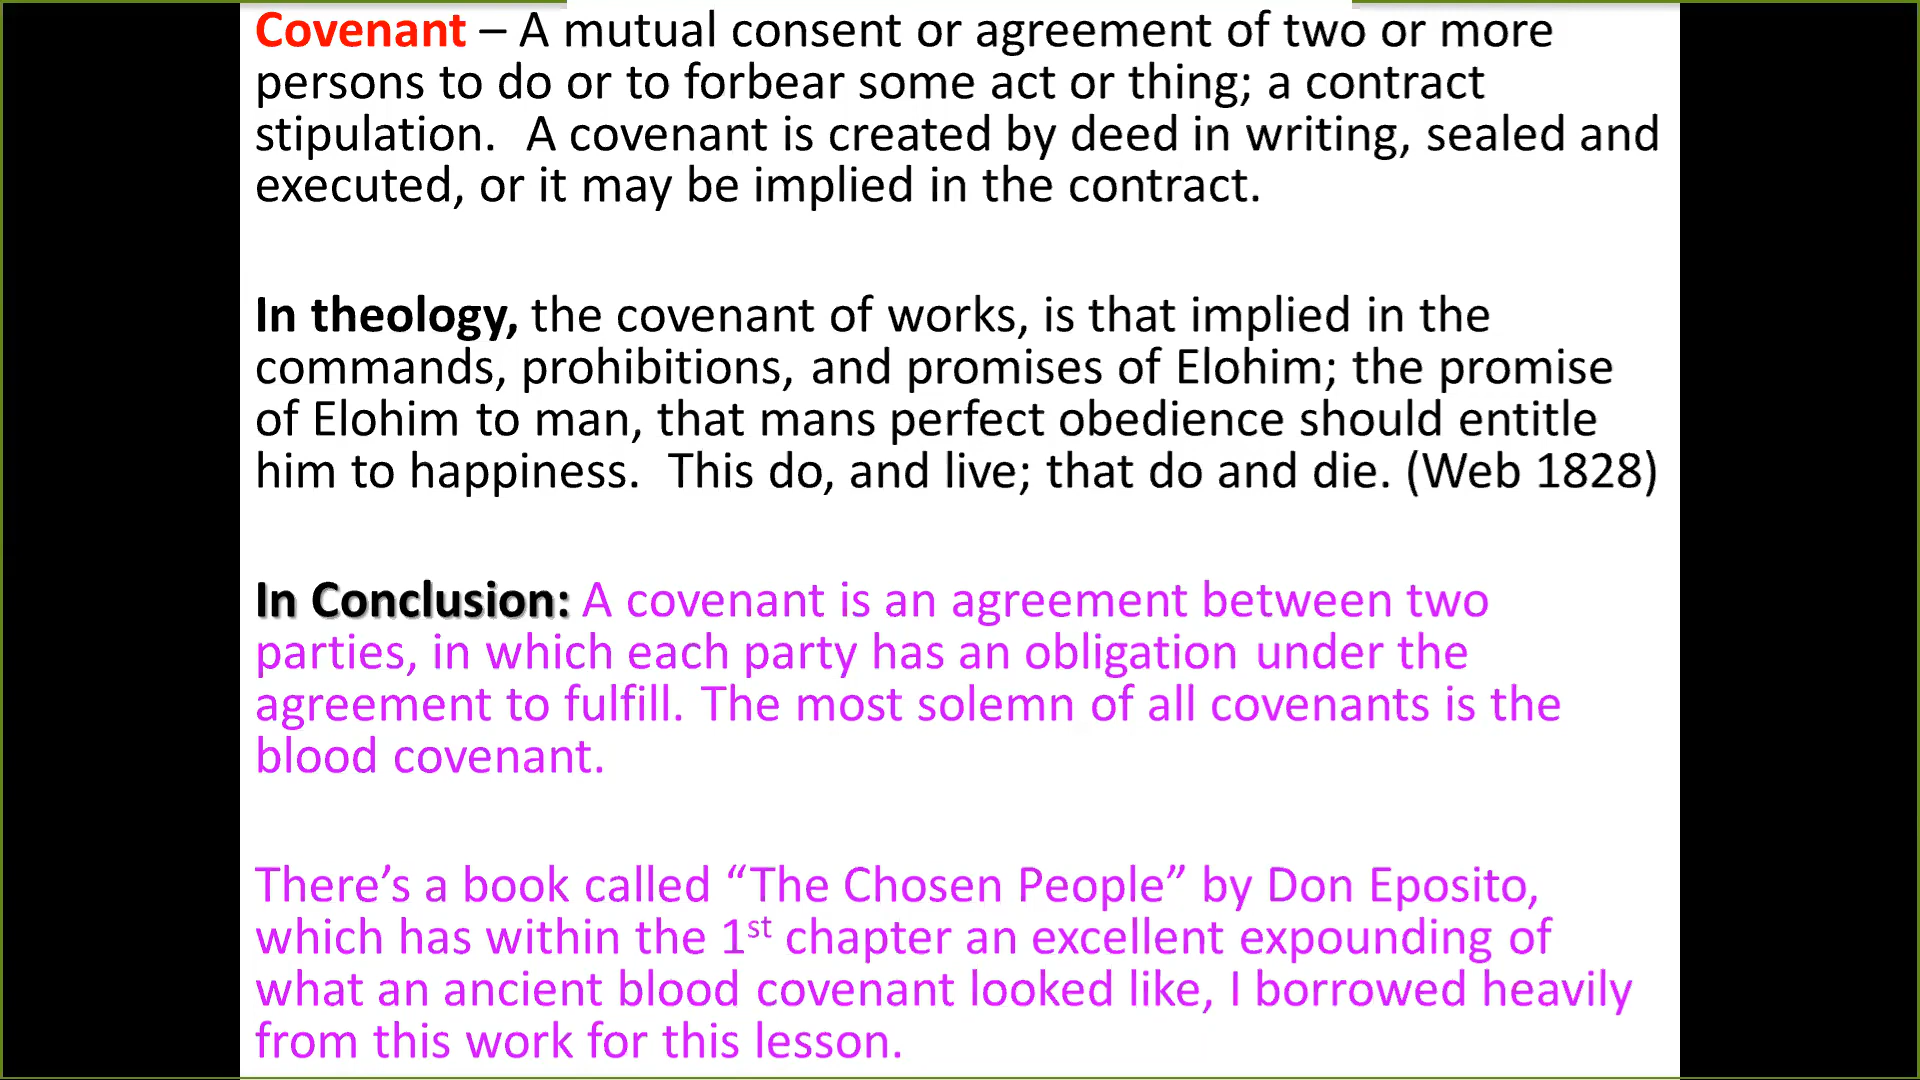 Covenant – A mutual consent or agreement of two or more
persons to do or to forbear some act or thing; a contract
stipulation.  A covenant is created by deed in writing, sealed and
executed, or it may be implied in the contract.
In theology, the covenant of works, is that implied in the
commands, prohibitions, and promises of Elohim; the promise
of Elohim to man, that mans perfect obedience should entitle
him to happiness.  This do, and live; that do and die. (Web 1828)
In Conclusion: A covenant is an agreement between two
parties, in which each party has an obligation under the
agreement to fulfill. The most solemn of all covenants is the
blood covenant.
There’s a book called “The Chosen People” by Don Eposito,
which has within the 1st chapter an excellent expounding of
what an ancient blood covenant looked like, I borrowed heavily
from this work for this lesson.